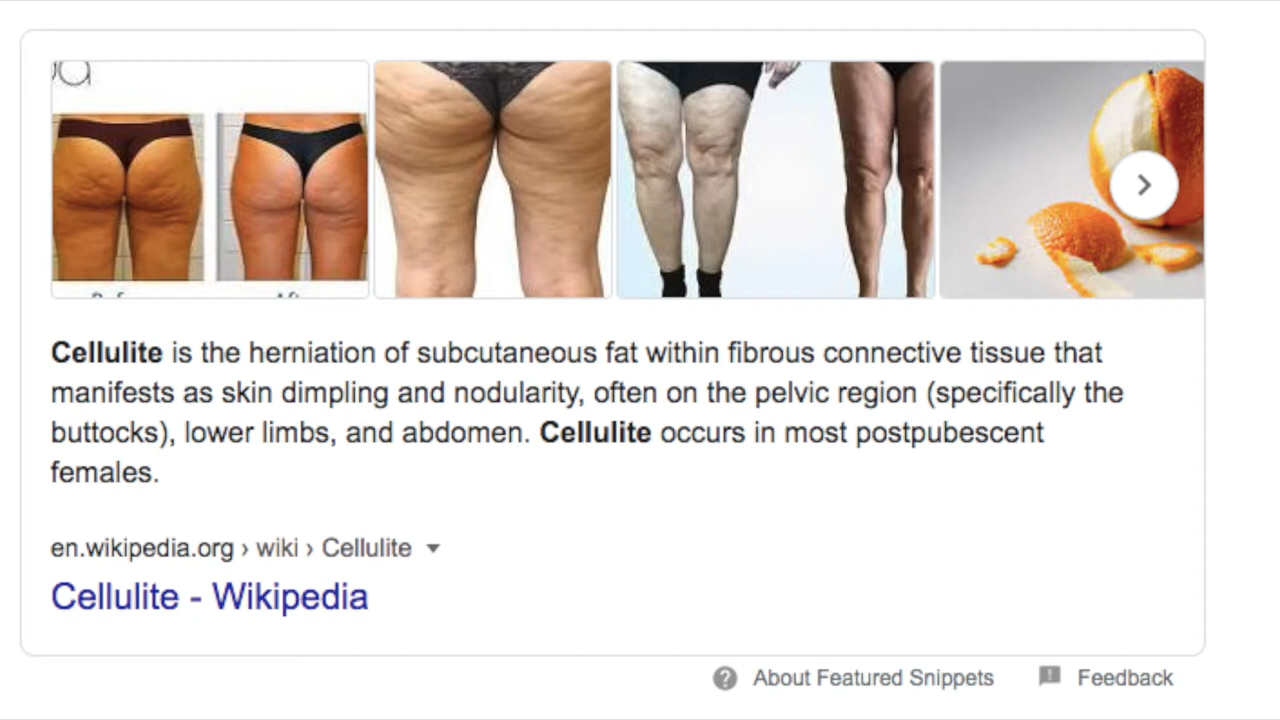 Cellulite is the herniation of subcutaneous fat within fibrous connective tissue that
manifests as skin dimpling and nodularity, often on the pelvic region (specifically the
buttocks), lower limbs, and abdomen. Cellulite occurs in most postpubescent
females.
en.wikipedia.org › wiki › Cellulite
Cellulite - Wikipedia
About Featured Snippets Feedback